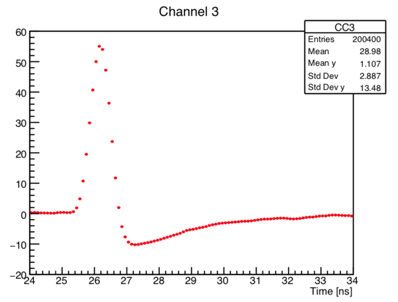 Channel 3
CC3
Entries 200400
Mean 28.98
Mean y 1.107
Std Dev 2.887
Std Dev y 13.48
60
50
40
30
20
10
0
−10
−20
24 25 26 27 28 29 30 31 32 33 34
Time [ns]